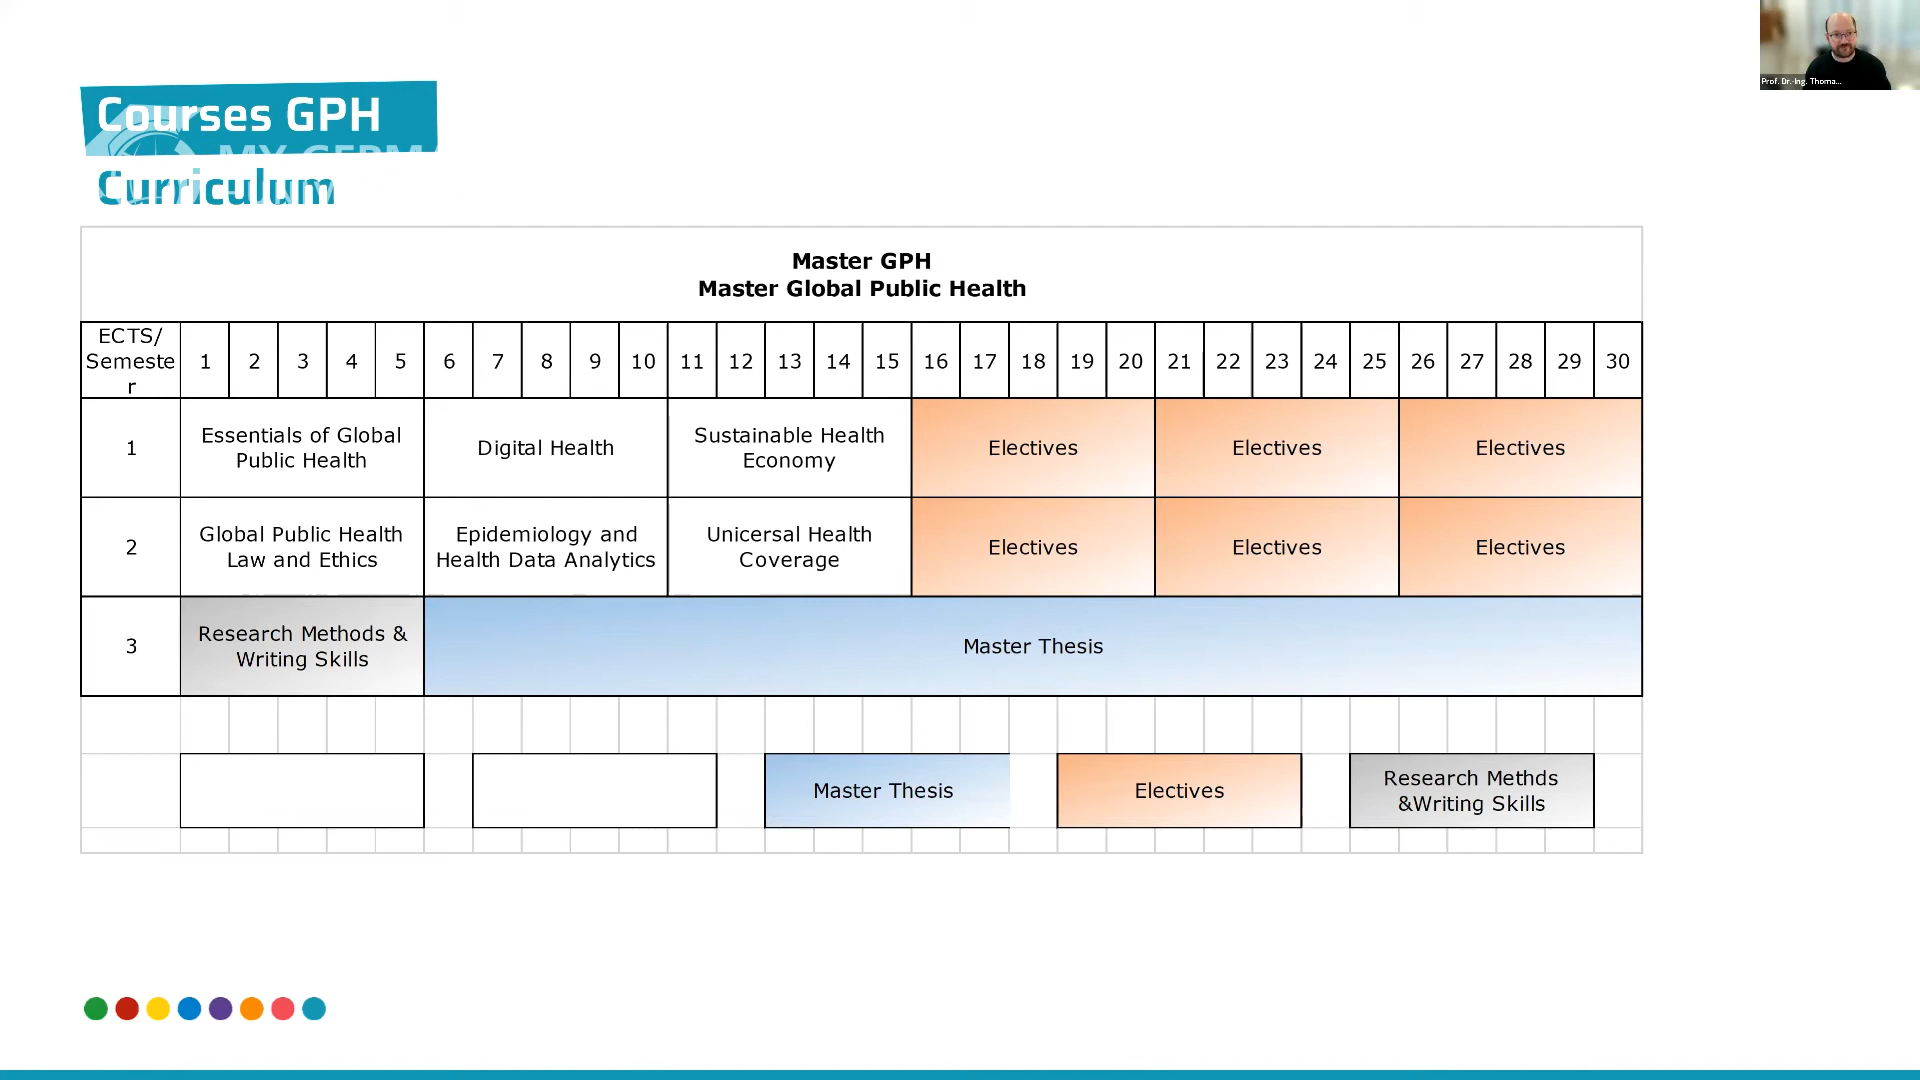 Prof. Dr.-Ing. Thoma...
Courses GPH
Curriculum
Master GPH
Master Global Public Health
ECTS/
Semeste
r
1 2 3 4 5 6 7 8 9 10 11 12 13 14 15 16 17 18 19 20 21 22 23 24 25 26 27 28 29 30
1
Essentials of Global
Public Health
Digital Health
Sustainable Health
Economy
Electives
Electives
Electives
2
Global Public Health
Law and Ethics
Epidemiology and
Health Data Analytics
Unicersal Health
Coverage
Electives
Electives
Electives
3
Research Methods &
Writing Skills
Master Thesis
Master Thesis
Electives
Research Methds
&Writing Skills